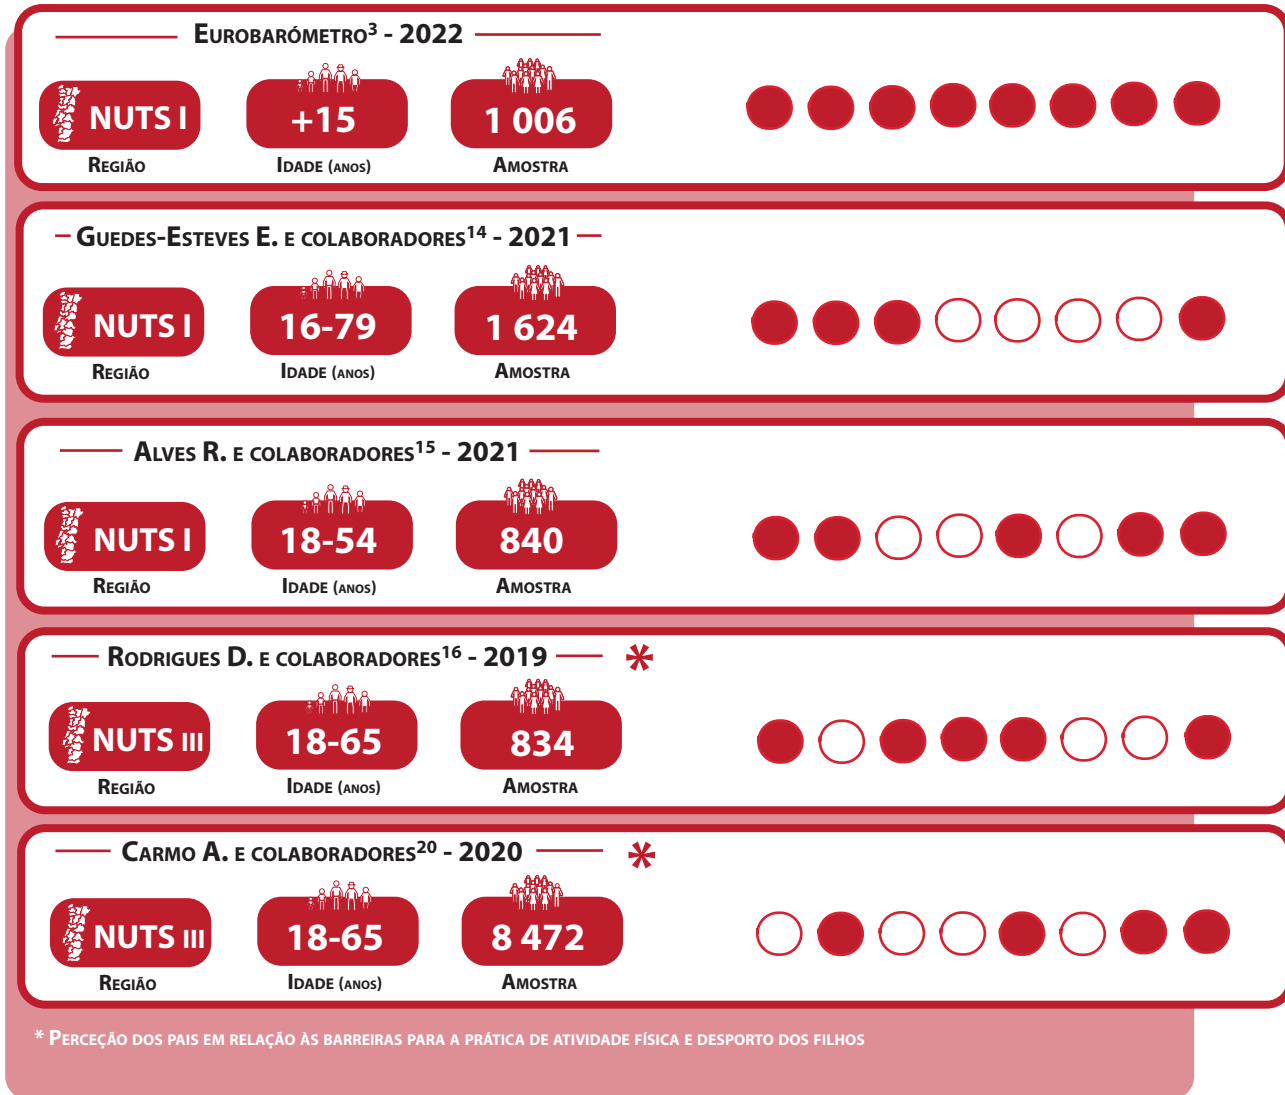 Eurobarómetro³ - 2022
NUTS I
+15
1 006
Região
Idade (anos)
Amostra
Guedes-Esteves E. e colaboradores¹⁴ - 2021
NUTS I
16-79
1 624
Região
Idade (anos)
Amostra
Alves R. e colaboradores¹⁵ - 2021
NUTS I
18-54
840
Região
Idade (anos)
Amostra
Rodrigues D. e colaboradores¹⁶ - 2019 *
NUTS III
18-65
834
Região
Idade (anos)
Amostra
Carmo A. e colaboradores²⁰ - 2020 *
NUTS III
18-65
8 472
Região
Idade (anos)
Amostra
* Perceção dos pais em relação às barreiras para a prática de atividade física e desporto dos filhos